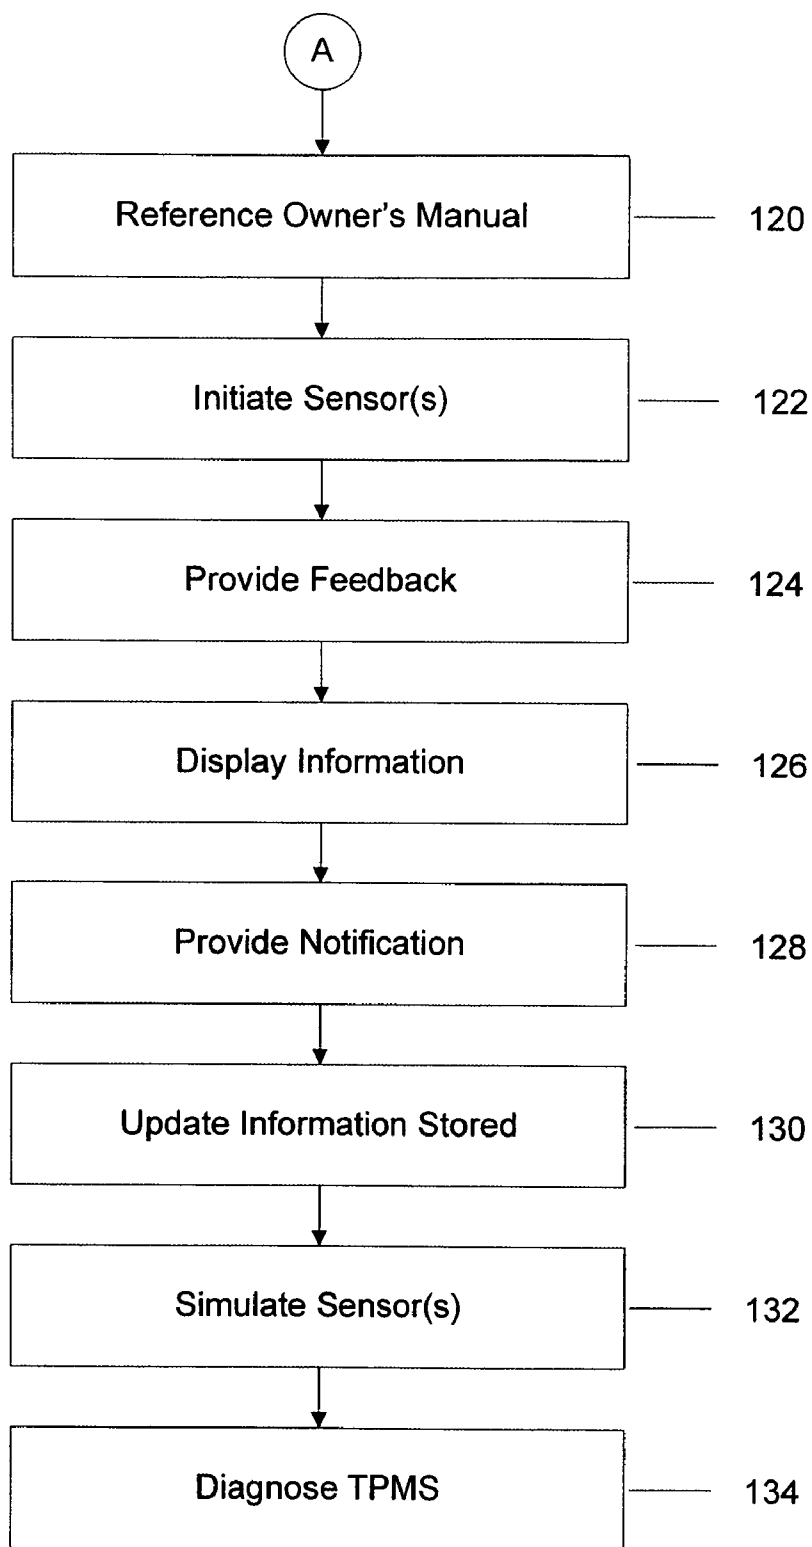 A
Reference Owner's Manual
120
Initiate Sensor(s)
122
Provide Feedback
124
Display Information
126
Provide Notification
128
Update Information Stored
130
Simulate Sensor(s)
132
Diagnose TPMS
134